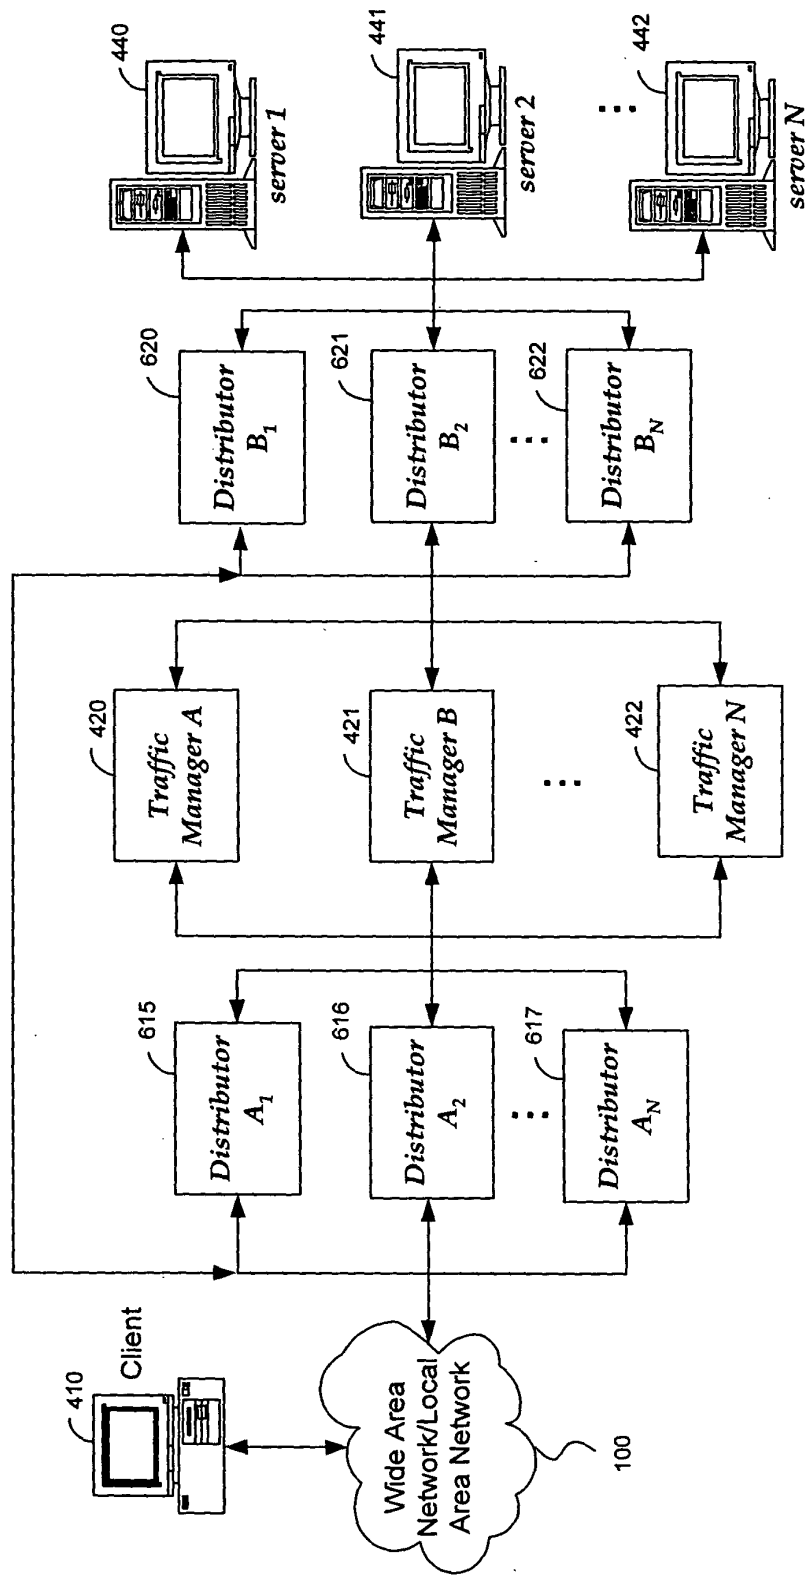 410
Client
Wide Area
Network/Local
Area Network
100
615
Distributor
A1
616
Distributor
A2
...
617
Distributor
AN
420
Traffic
Manager A
421
Traffic
Manager B
...
422
Traffic
Manager N
620
Distributor
B1
621
Distributor
B2
...
622
Distributor
BN
440
server 1
441
server 2
...
442
server N